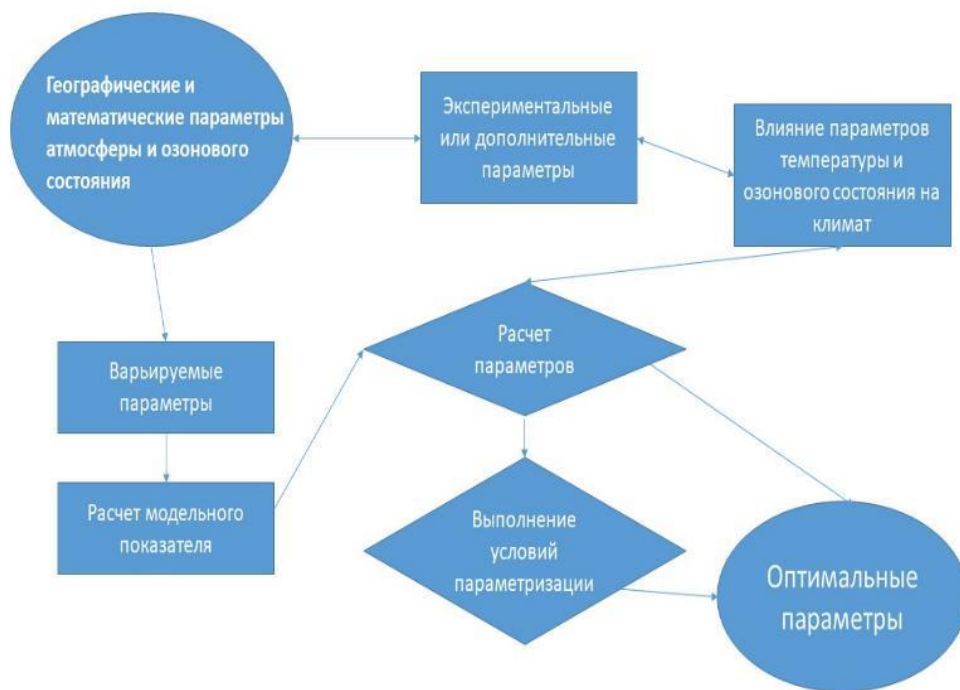 Географические и
математические параметры
атмосферы и озонового
состояния
Экспериментальные
или дополнительные
параметры
Влияние параметров
температуры и
озонового состояния на
климат
Варьируемые
параметры
Расчет модельного
показателя
Расчет
параметров
Выполнение
условий
параметризации
Оптимальные
параметры